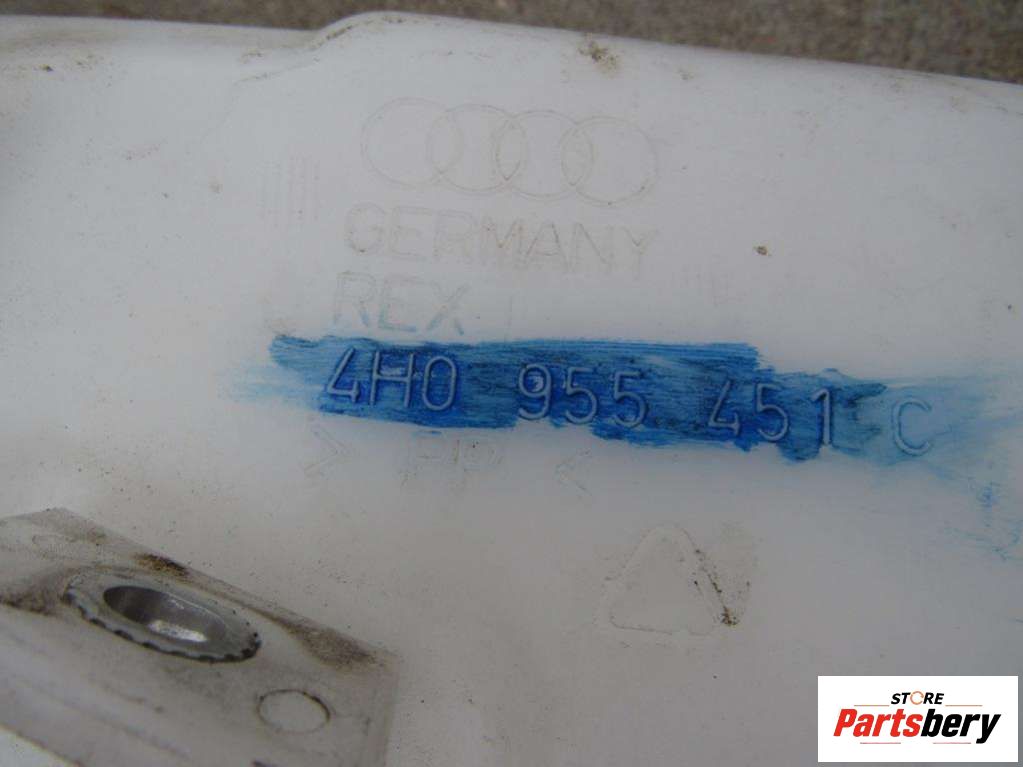 GERMANY
REX
4H0 955 451 C
> PP <
STORE
Partsbery